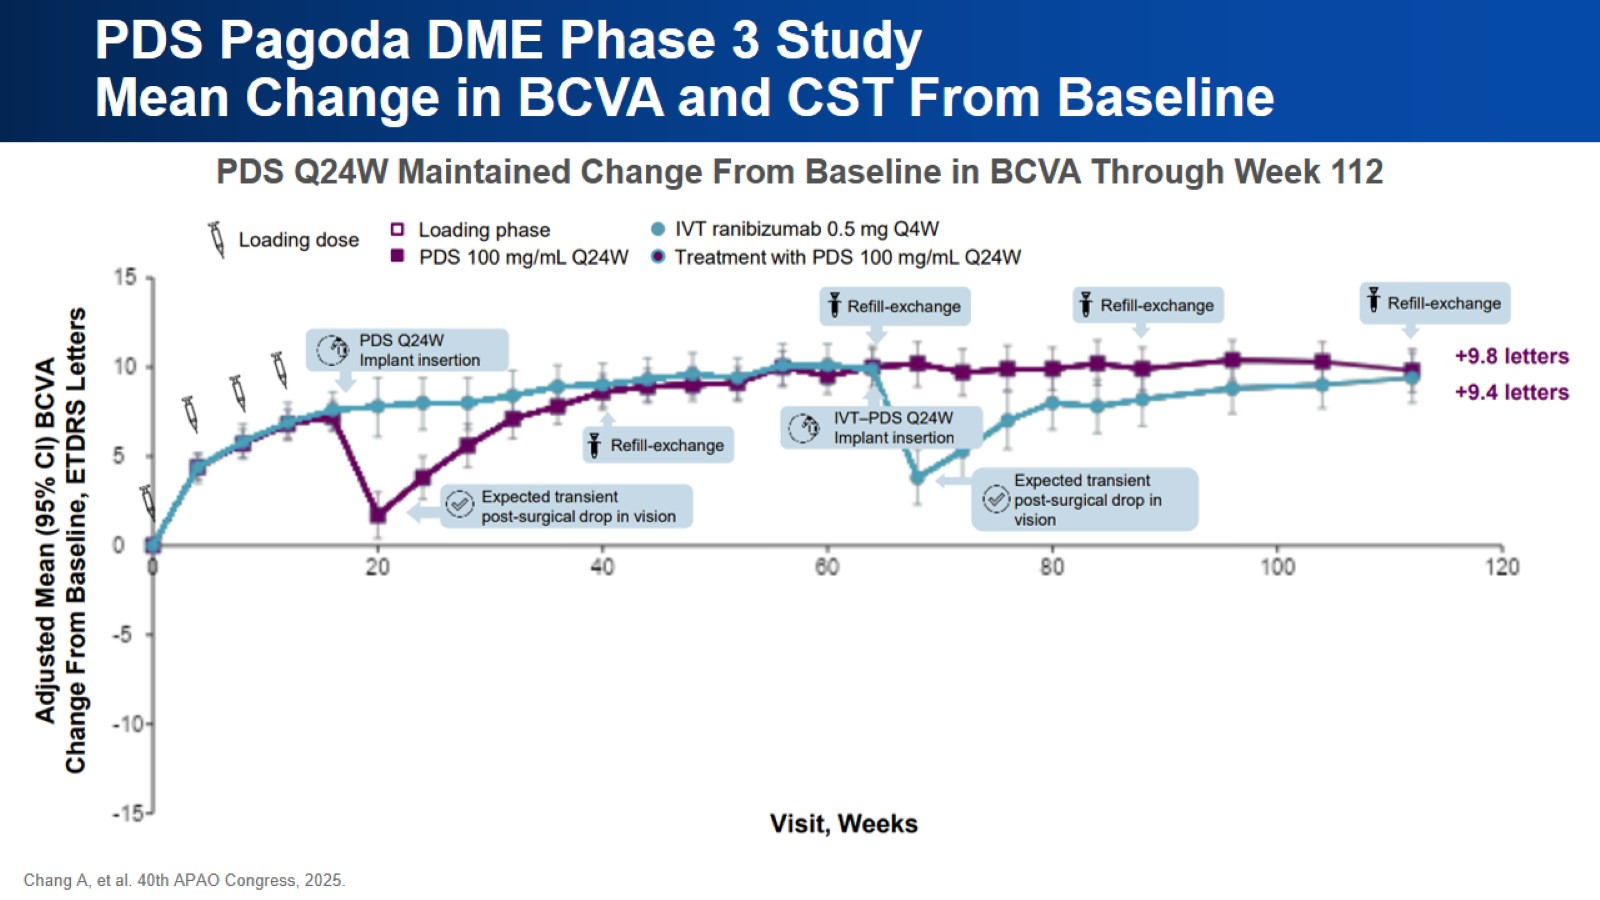 PDS Pagoda DME Phase 3 Study
Mean Change in BCVA and CST From Baseline
PDS Q24W Maintained Change From Baseline in BCVA Through Week 112
Loading dose
Loading phase
PDS 100 mg/mL Q24W
IVT ranibizumab 0.5 mg Q4W
Treatment with PDS 100 mg/mL Q24W
Adjusted Mean (95% CI) BCVA
Change From Baseline, ETDRS Letters
15
10
5
0
-5
-10
-15
0
20
40
60
80
100
120
PDS Q24W
Implant insertion
Expected transient
post-surgical drop in vision
Refill-exchange
Refill-exchange
IVT–PDS Q24W
Implant insertion
Expected transient
post-surgical drop in
vision
Refill-exchange
Refill-exchange
+9.8 letters
+9.4 letters
Visit, Weeks
Chang A, et al. 40th APAO Congress, 2025.